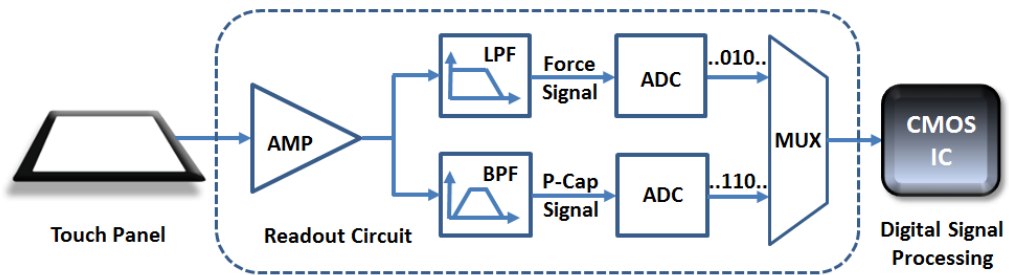 Touch Panel
AMP
Readout Circuit
LPF
Force
Signal
ADC
..010..
BPF
P-Cap
Signal
ADC
..110..
MUX
CMOS
IC
Digital Signal
Processing